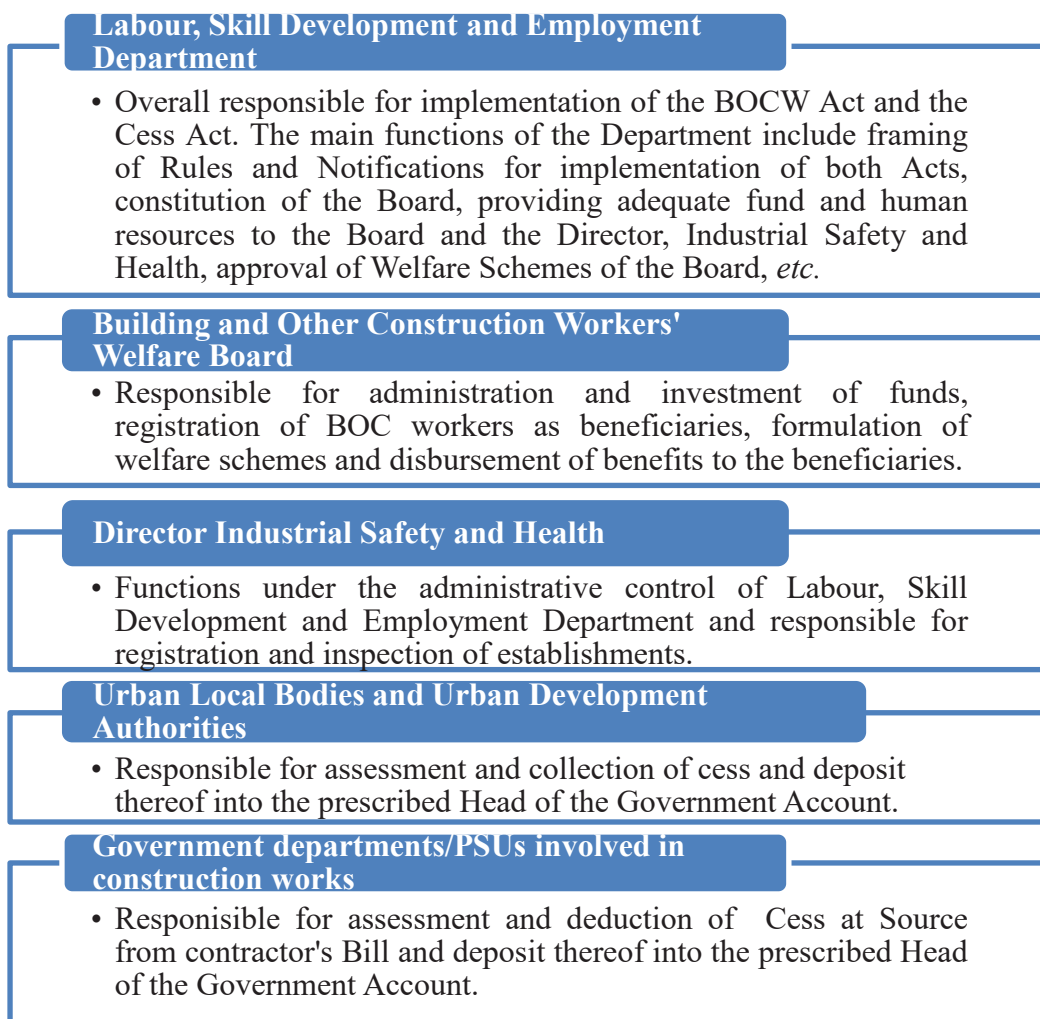 Labour, Skill Development and Employment
Department
• Overall responsible for implementation of the BOCW Act and the
Cess Act. The main functions of the Department include framing
of Rules and Notifications for implementation of both Acts,
constitution of the Board, providing adequate fund and human
resources to the Board and the Director, Industrial Safety and
Health, approval of Welfare Schemes of the Board, etc.
Building and Other Construction Workers'
Welfare Board
• Responsible for administration and investment of funds,
registration of BOC workers as beneficiaries, formulation of
welfare schemes and disbursement of benefits to the beneficiaries.
Director Industrial Safety and Health
• Functions under the administrative control of Labour, Skill
Development and Employment Department and responsible for
registration and inspection of establishments.
Urban Local Bodies and Urban Development
Authorities
• Responsible for assessment and collection of cess and deposit
thereof into the prescribed Head of the Government Account.
Government departments/PSUs involved in
construction works
• Responisible for assessment and deduction of Cess at Source
from contractor's Bill and deposit thereof into the prescribed Head
of the Government Account.